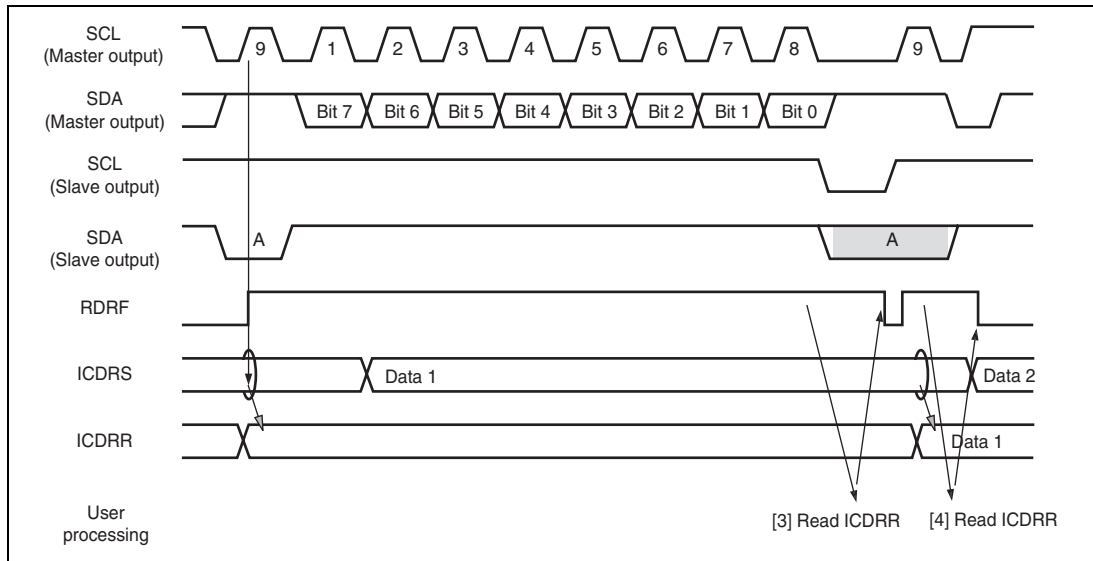 SCL
(Master output)
9 1 2 3 4 5 6 7 8 9
SDA
(Master output)
Bit 7 Bit 6 Bit 5 Bit 4 Bit 3 Bit 2 Bit 1 Bit 0
SCL
(Slave output)
SDA
(Slave output)
A A
RDRF
ICDRS
Data 1 Data 2
ICDRR
Data 1
User
processing
[3] Read ICDRR [4] Read ICDRR